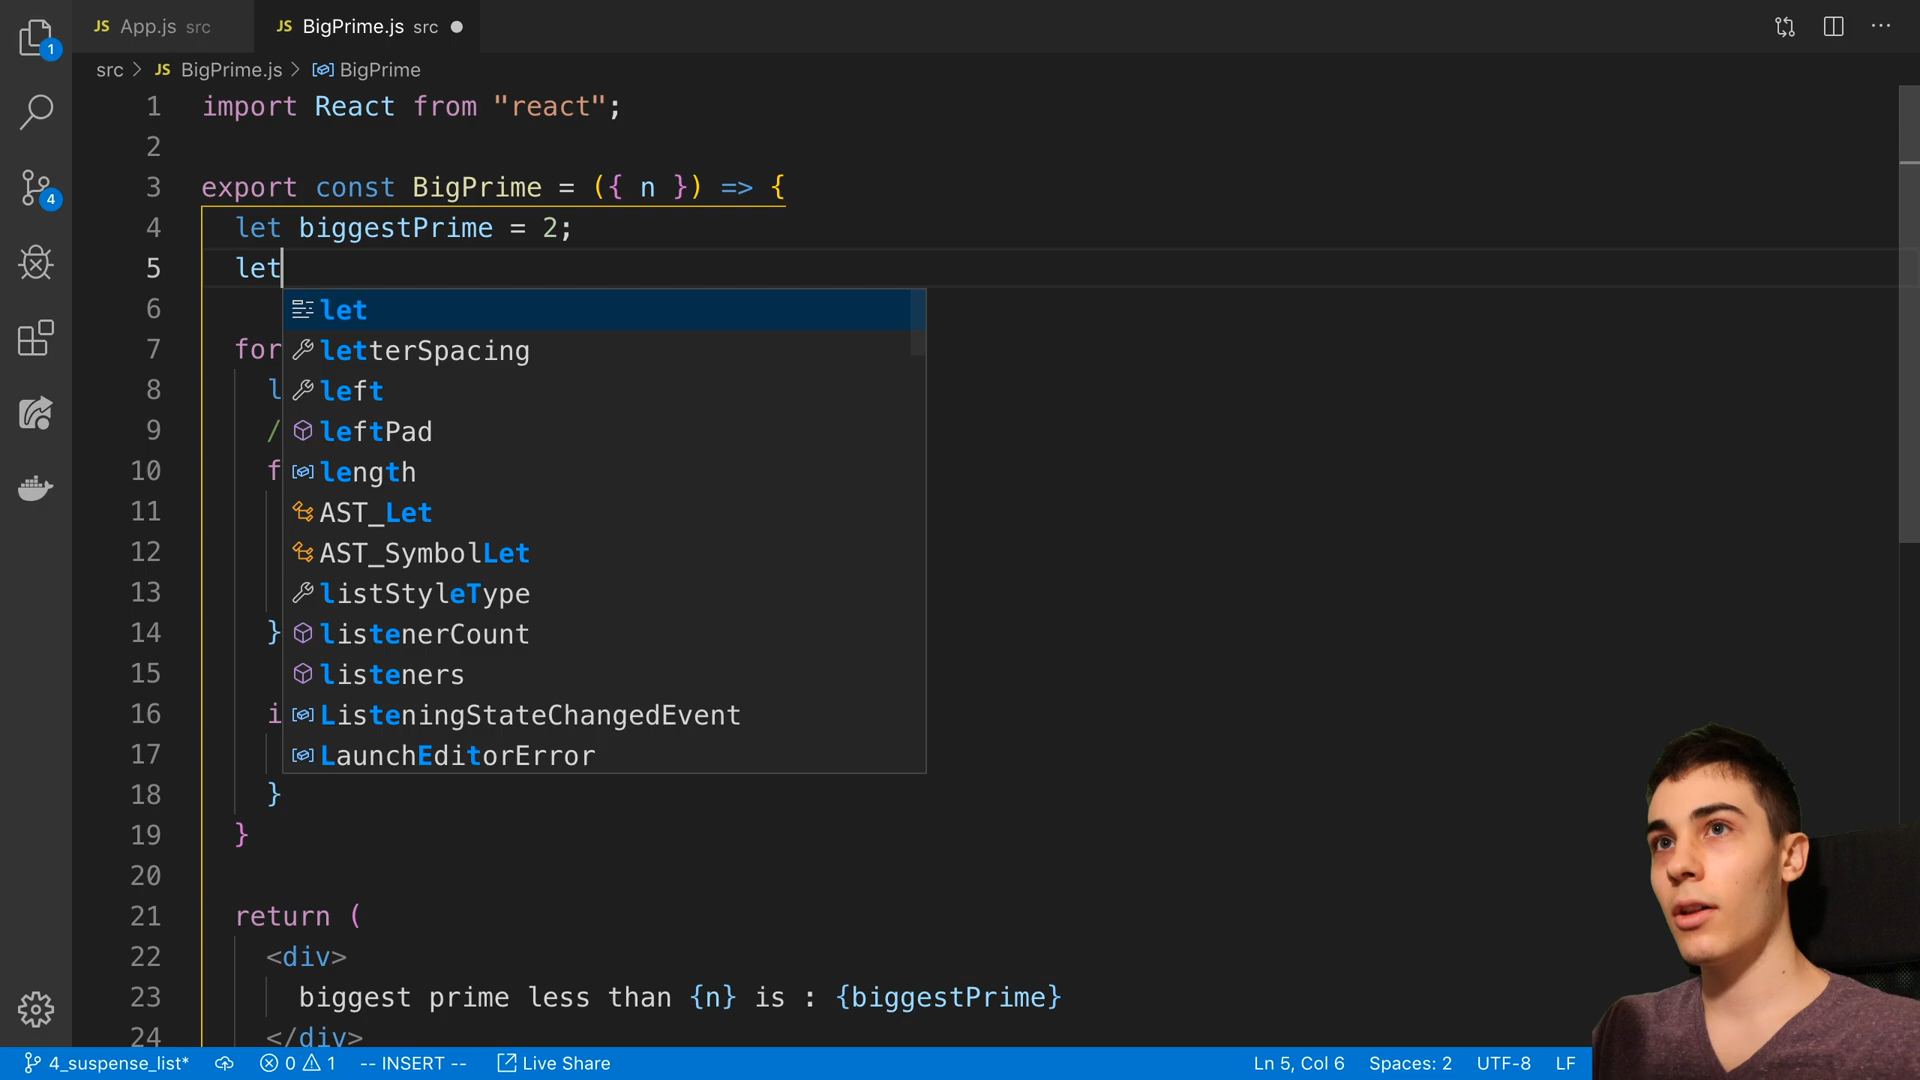 JS App.js src
JS BigPrime.js src
1
src > JS BigPrime.js > BigPrime
4
1 import React from "react";
2
3 export const BigPrime = ({ n }) => {
4 let biggestPrime = 2;
5 let
6 let
letterSpacing
7 for
left
8 l
leftPad
9 /
length
10 f
AST_Let
11
AST_SymbolLet
12
listStyleType
13
listenerCount
14 }
listeners
15
ListeningStateChangedEvent
16 i
LaunchEditorError
17
18 }
19 }
20
21 return (
22 <div>
23 biggest prime less than {n} is : {biggestPrime}
24 </div>
4_suspense_list* 0 1 -- INSERT -- Live Share Ln 5, Col 6 Spaces: 2 UTF-8 LF